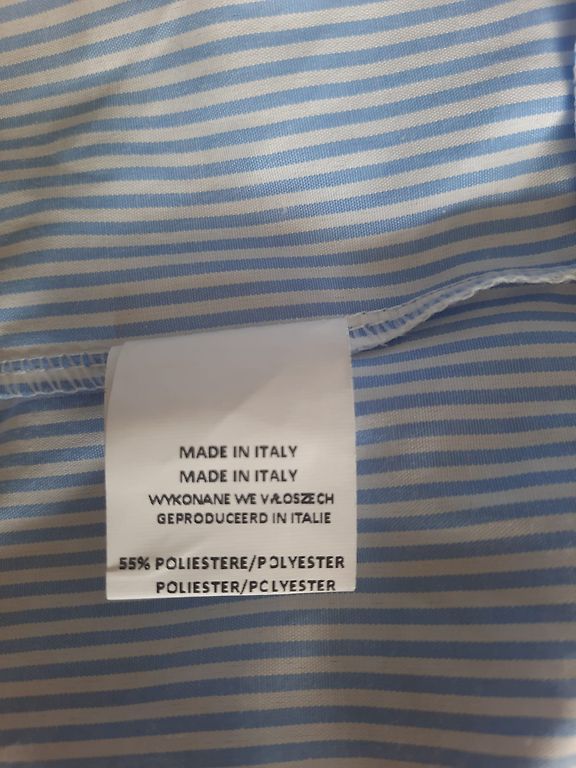 MADE IN ITALY
MADE IN ITALY
WYKONANE WE WŁOSZECH
GEPRODUCEERD IN ITALIE
55% POLIESTERE/POLYESTER
POLIESTER/POLYESTER